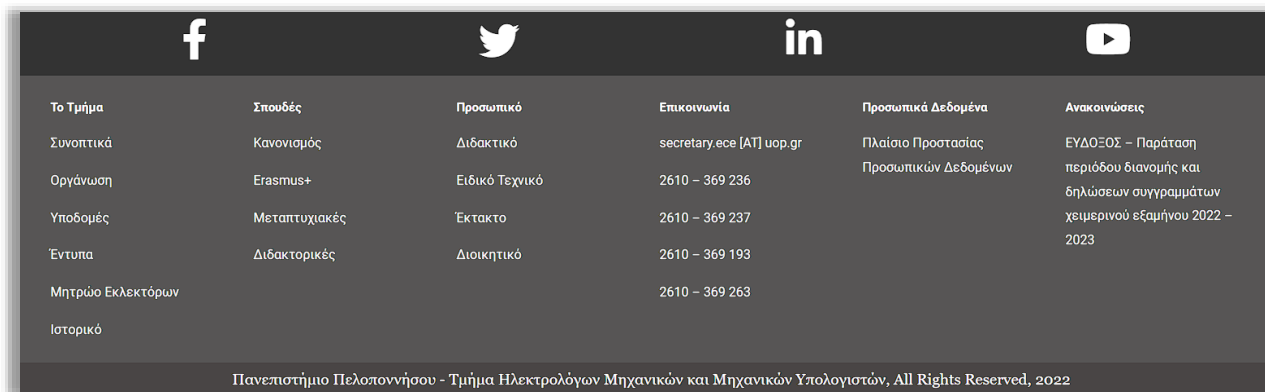 Το Τμήμα
Συνοπτικά
Οργάνωση
Υποδομές
Έντυπα
Μητρώο Εκλεκτόρων
Ιστορικό
Σπουδές
Κανονισμός
Erasmus+
Μεταπτυχιακές
Διδακτορικές
Προσωπικό
Διδακτικό
Ειδικό Τεχνικό
Έκτακτο
Διοικητικό
Επικοινωνία
secretary.ece [AT] uop.gr
2610 – 369 236
2610 – 369 237
2610 – 369 193
2610 – 369 263
Προσωπικά Δεδομένα
Πλαίσιο Προστασίας
Προσωπικών Δεδομένων
Ανακοινώσεις
ΕΥΔΟΞΟΣ – Παράταση
περιόδου διανομής και
δηλώσεων συγγραμμάτων
χειμερινού εξαμήνου 2022 –
2023
Πανεπιστήμιο Πελοποννήσου - Τμήμα Ηλεκτρολόγων Μηχανικών και Μηχανικών Υπολογιστών, All Rights Reserved, 2022